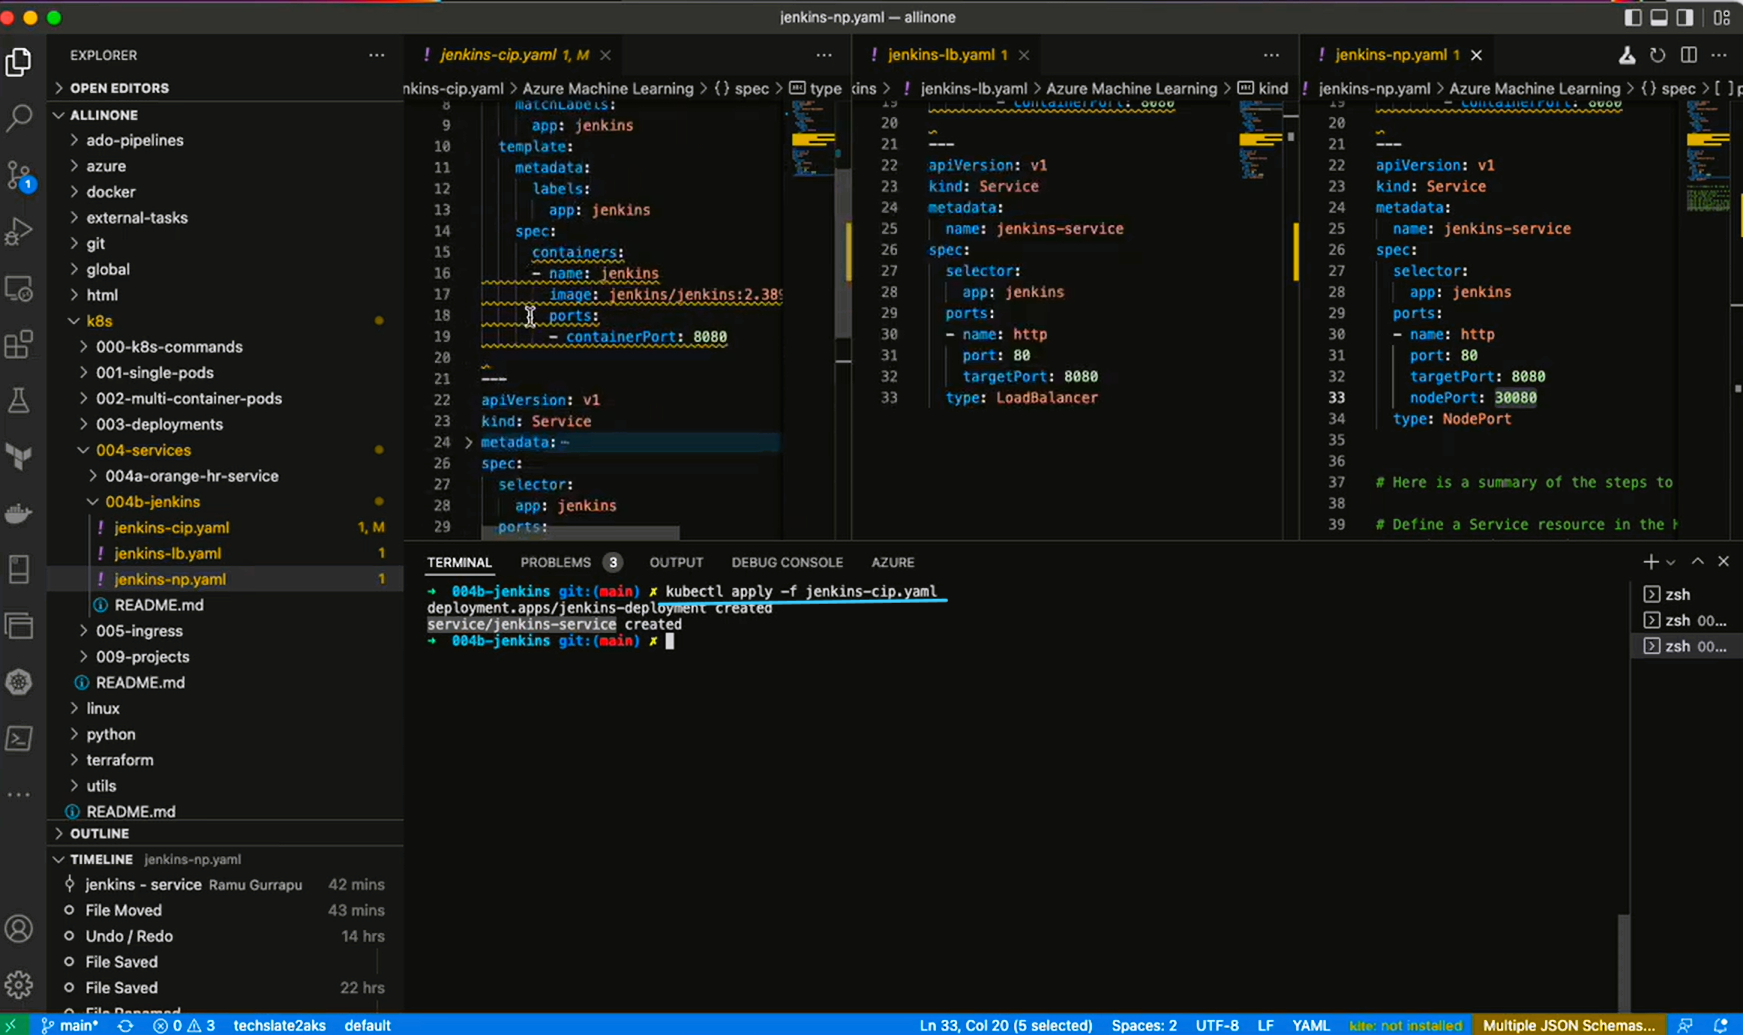 jenkins-np.yaml — allinone
EXPLORER
OPEN EDITORS
ALLINONE
ado-pipelines
azure
docker
external-tasks
git
global
html
k8s
000-k8s-commands
001-single-pods
002-multi-container-pods
003-deployments
004-services
004a-orange-hr-service
004b-jenkins
! jenkins-cip.yaml 1, M
! jenkins-lb.yaml 1
! jenkins-np.yaml 1
README.md
005-ingress
009-projects
README.md
linux
python
terraform
utils
README.md
OUTLINE
TIMELINE jenkins-np.yaml
jenkins - service Ramu Gurrapu 42 mins
File Moved 43 mins
Undo / Redo 14 hrs
File Saved
File Saved 22 hrs
1
! jenkins-cip.yaml 1, M
nkins-cip.yaml > Azure Machine Learning > {} spec > type
8 matchLabels:
9 app: jenkins
10 template:
11 metadata:
12 labels:
13 app: jenkins
14 spec:
15 containers:
16 - name: jenkins
17 image: jenkins/jenkins:2.389
18 ports:
19 - containerPort: 8080
20
21 ---
22 apiVersion: v1
23 kind: Service
24 metadata:
26 spec:
27 selector:
28 app: jenkins
29 ports:
! jenkins-lb.yaml 1
kins > ! jenkins-lb.yaml > Azure Machine Learning > kind
19 - containerPort: 8080
20
21 ---
22 apiVersion: v1
23 kind: Service
24 metadata:
25 name: jenkins-service
26 spec:
27 selector:
28 app: jenkins
29 ports:
30 - name: http
31 port: 80
32 targetPort: 8080
33 type: LoadBalancer
! jenkins-np.yaml 1
jenkins-np.yaml > Azure Machine Learning > {} spec > [ ] p
19 - containerPort: 8080
20
21 ---
22 apiVersion: v1
23 kind: Service
24 metadata:
25 name: jenkins-service
26 spec:
27 selector:
28 app: jenkins
29 ports:
30 - name: http
31 port: 80
32 targetPort: 8080
33 nodePort: 30080
34 type: NodePort
35
36
37 # Here is a summary of the steps to
38
39 # Define a Service resource in the
TERMINAL PROBLEMS 3 OUTPUT DEBUG CONSOLE AZURE
→ 004b-jenkins git:(main) ✗ kubectl apply -f jenkins-cip.yaml
deployment.apps/jenkins-deployment created
service/jenkins-service created
→ 004b-jenkins git:(main) ✗
zsh
zsh 00...
zsh 00...
main* 0 3 techslate2aks default Ln 33, Col 20 (5 selected) Spaces: 2 UTF-8 LF YAML kite: not installed Multiple JSON Schemas...